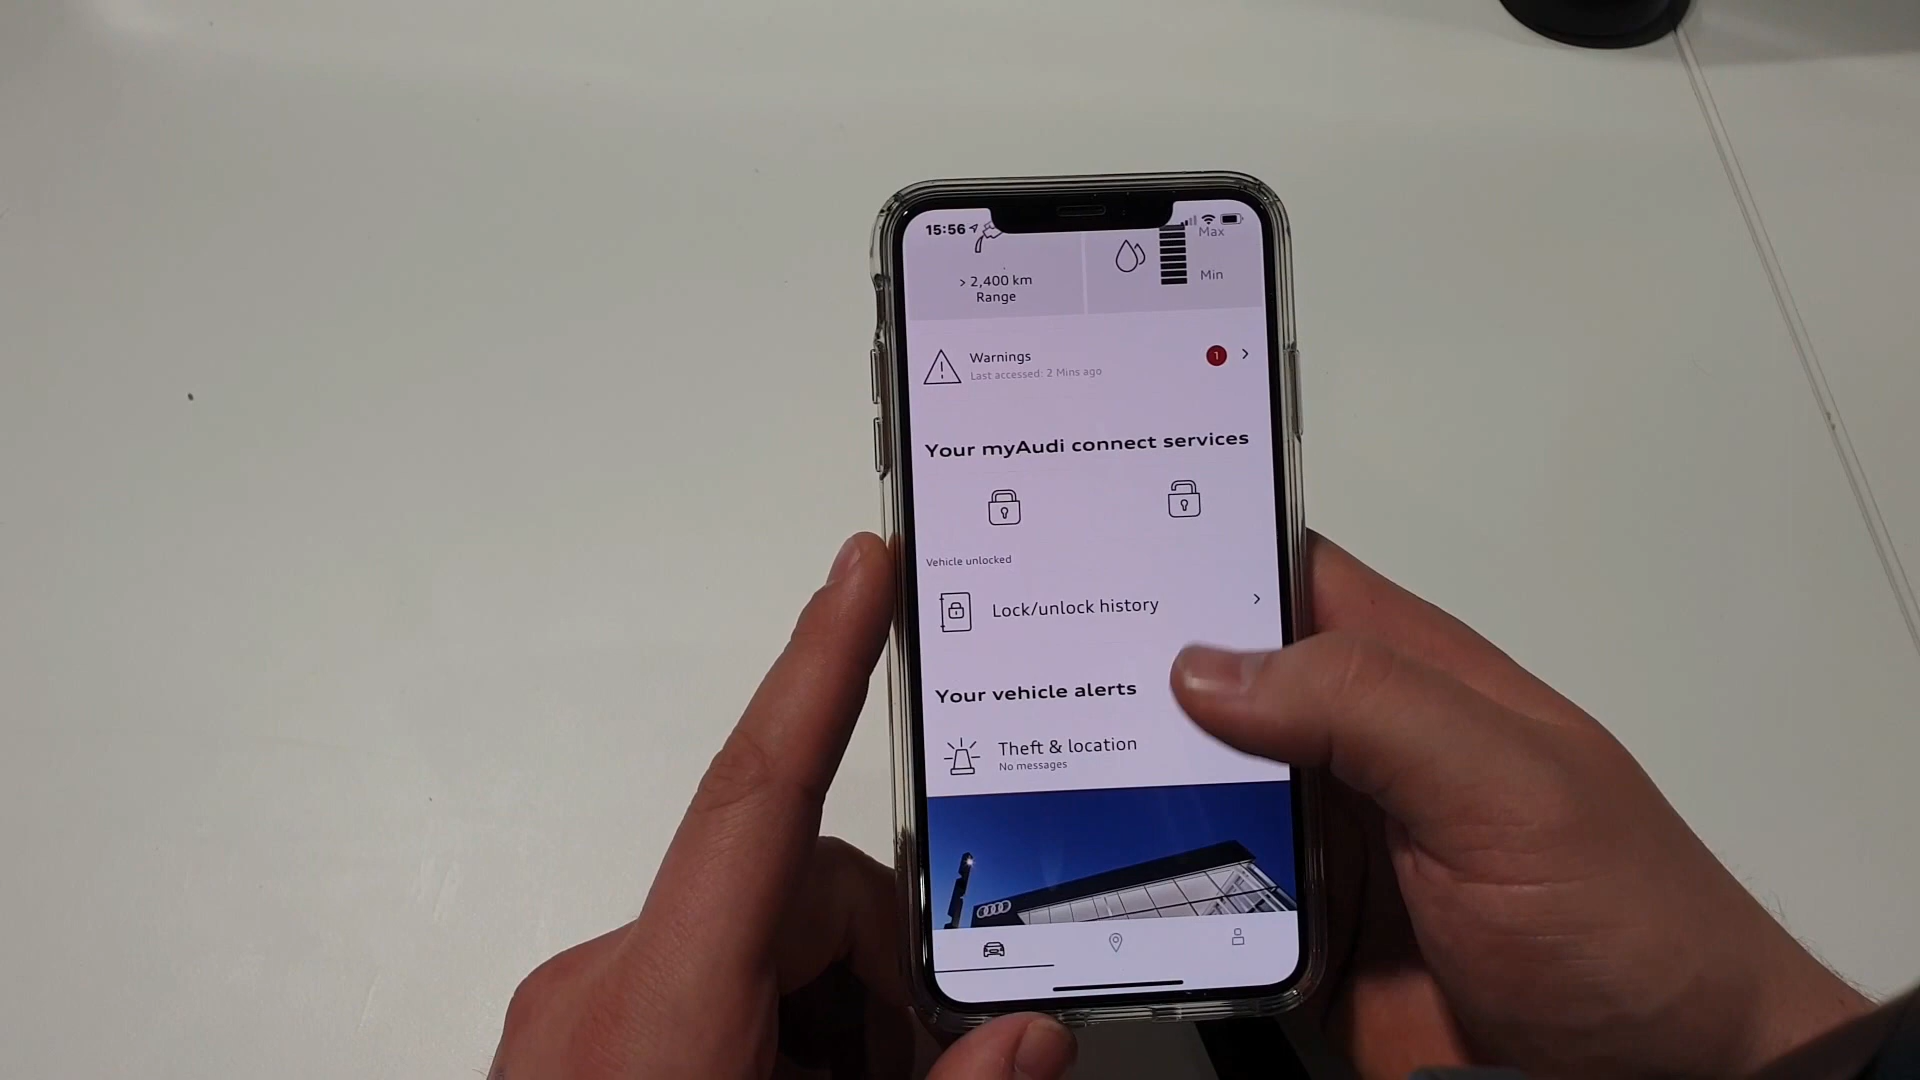 15:56
Max
Min
> 2,400 km
Range
Warnings
1
Last accessed: 2 Mins ago
Your myAudi connect services
Vehicle unlocked
Lock/unlock history
Your vehicle alerts
Theft & location
No messages